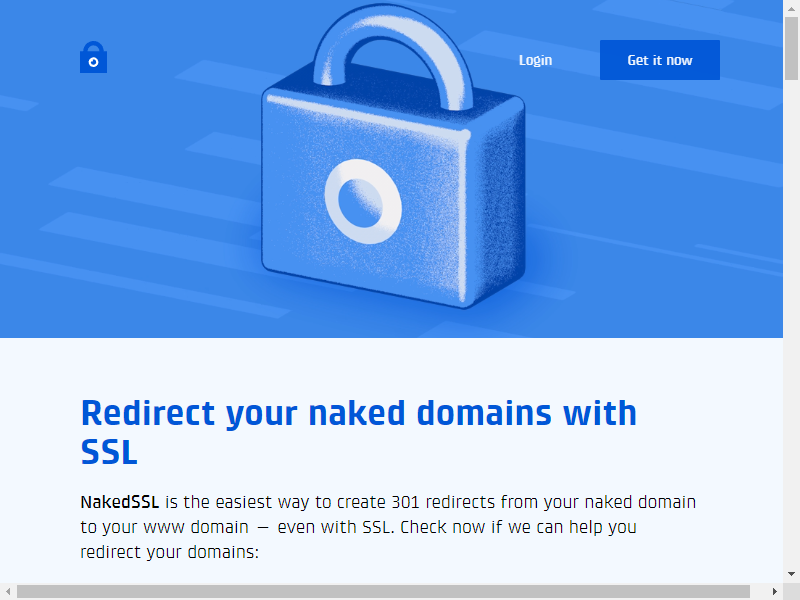 Login
Get it now
Redirect your naked domains with
SSL
NakedSSL is the easiest way to create 301 redirects from your naked domain
to your www domain — even with SSL. Check now if we can help you
redirect your domains: